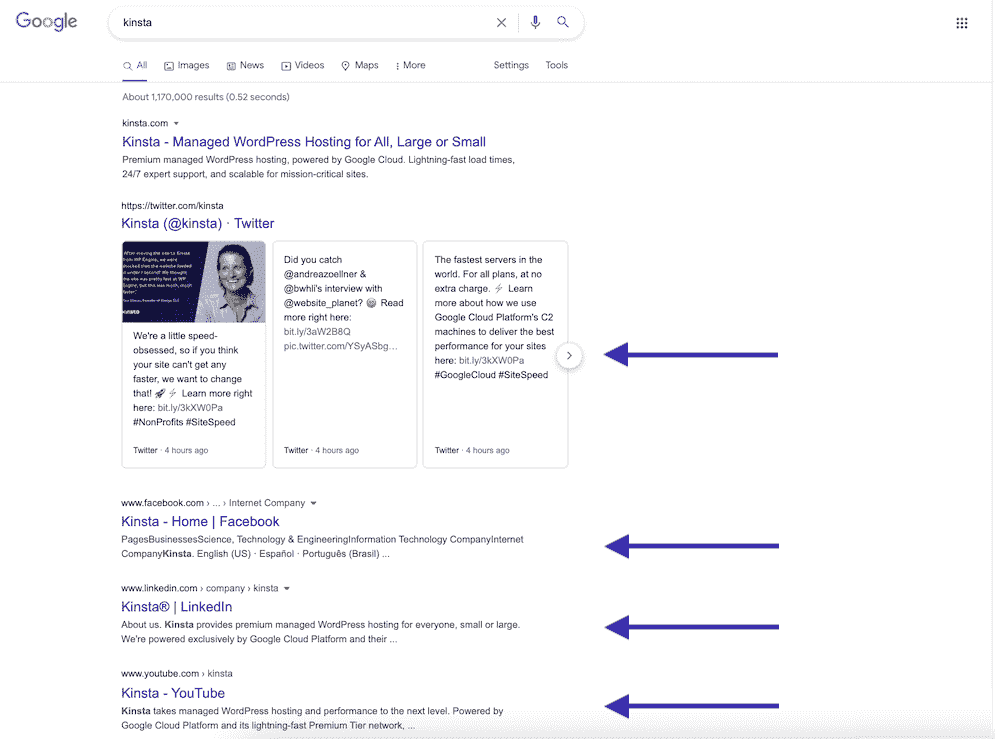 Google
kinsta
All Images News Videos Maps More Settings Tools
About 1,170,000 results (0.52 seconds)
kinsta.com
Kinsta - Managed WordPress Hosting for All, Large or Small
Premium managed WordPress hosting, powered by Google Cloud. Lightning-fast load times,
24/7 expert support, and scalable for mission-critical sites.
https://twitter.com/kinsta
Kinsta (@kinsta) · Twitter
After moving the site to Kinsta
KINSTA
We're a little speed-
obsessed, so if you think
your site can't get any
faster, we want to change
that! 🚀⚡ Learn more right
here: bit.ly/3kXW0Pa
#NonProfits #SiteSpeed
Twitter · 4 hours ago
Did you catch
@andreazoellner &
@bwhli's interview with
@website_planet? Read
more right here:
bit.ly/3aW2B8Q
pic.twitter.com/YSyASbg...
Twitter · 4 hours ago
The fastest servers in the
world. For all plans, at no
extra charge. ⚡ Learn
more about how we use
Google Cloud Platform's C2
machines to deliver the best
performance for your sites
here: bit.ly/3kXW0Pa
#GoogleCloud #SiteSpeed
Twitter · 4 hours ago
www.facebook.com › ... › Internet Company
Kinsta - Home | Facebook
PagesBusinessesScience, Technology & EngineeringInformation Technology CompanyInternet
CompanyKinsta. English (US) · Español · Português (Brasil) ...
www.linkedin.com › company › kinsta
Kinsta® | LinkedIn
About us. Kinsta provides premium managed WordPress hosting for everyone, small or large.
We're powered exclusively by Google Cloud Platform and their ...
www.youtube.com › kinsta
Kinsta - YouTube
Kinsta takes managed WordPress hosting and performance to the next level. Powered by
Google Cloud Platform and its lightning-fast Premium Tier network, ...